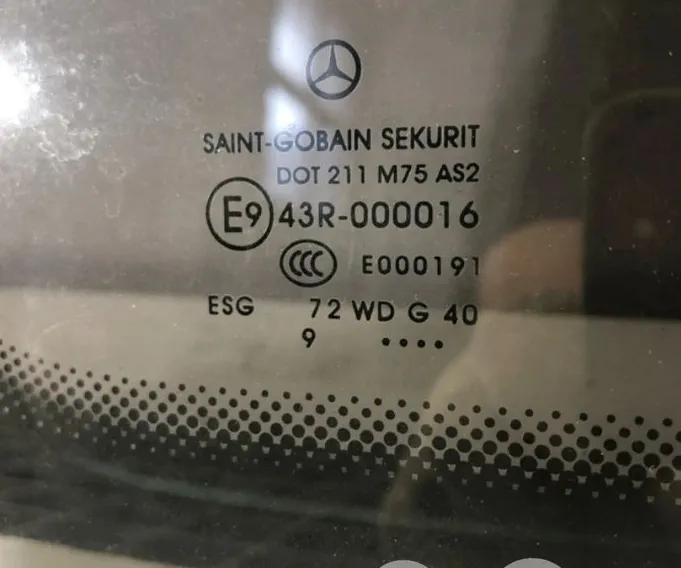 SAINT-GOBAIN SEKURIT
DOT 211 M75 AS2
E9 43R-000016
CCC E000191
ESG 72 WD G 40
9 ••••